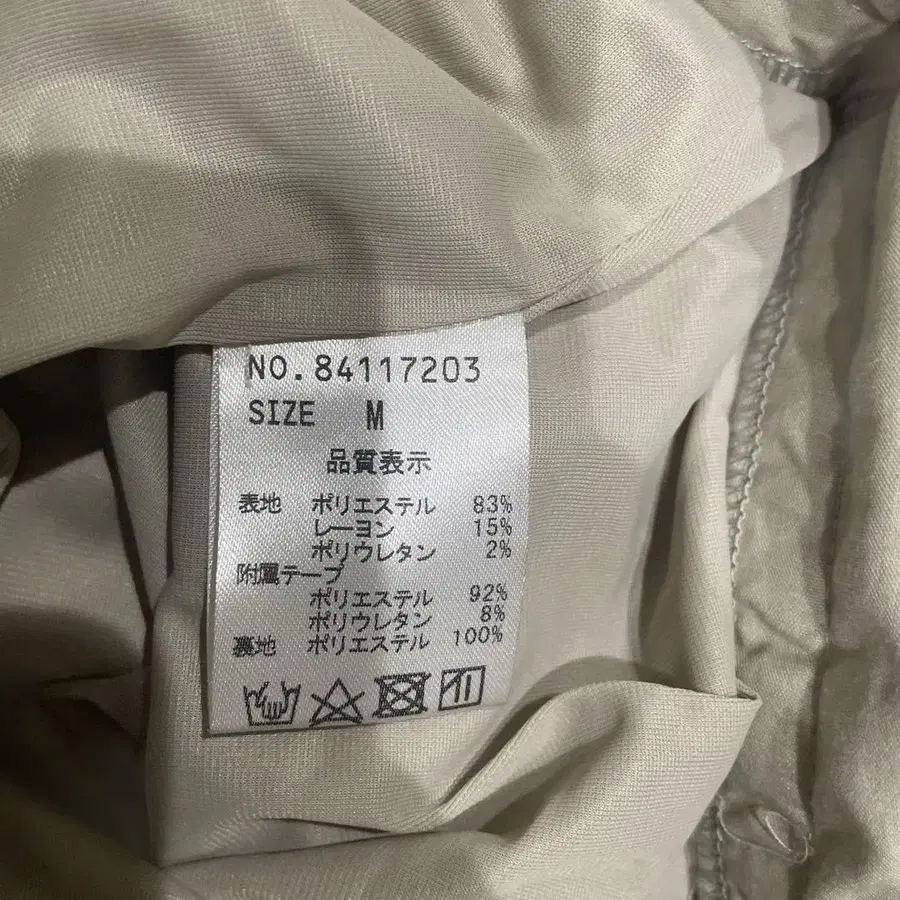 NO.84117203
SIZE M
品質表示
表地 ポリエステル 83%
レーヨン 15%
ポリウレタン 2%
附属テープ
ポリエステル 92%
ポリウレタン 8%
裏地 ポリエステル 100%